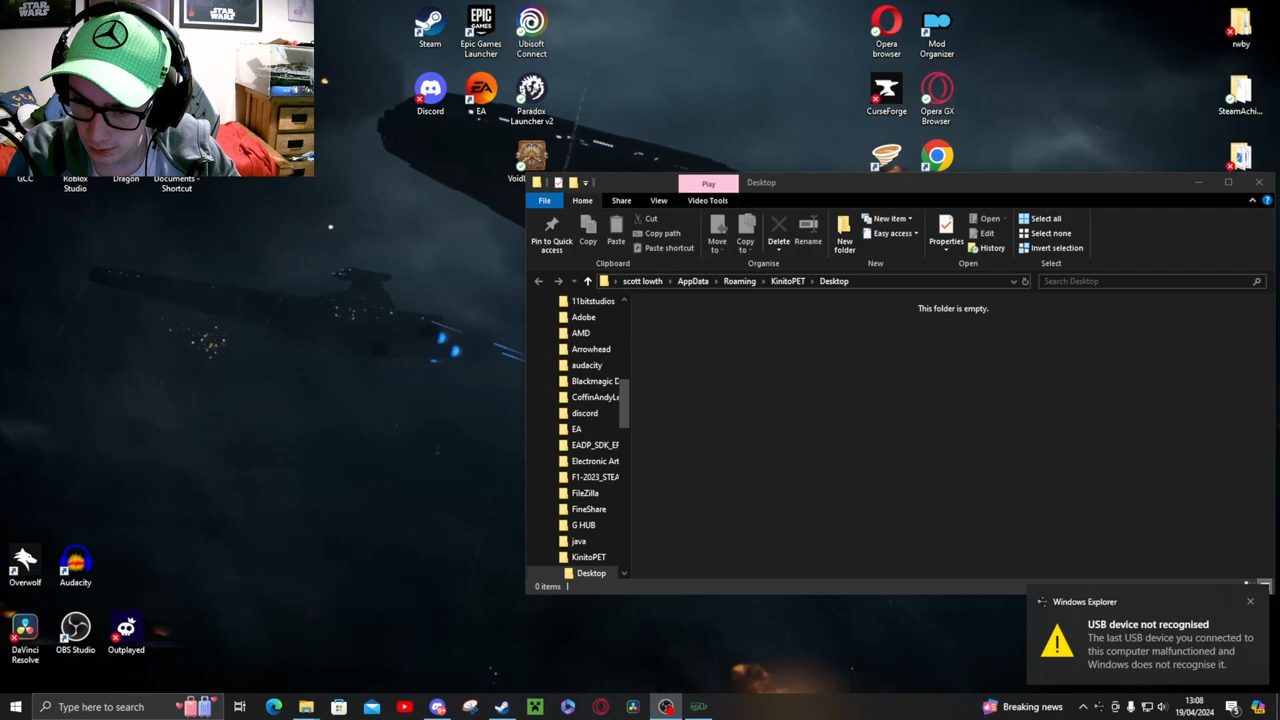 STAR WARS
STAR WARS
Steam
Epic Games
Launcher
Ubisoft
Connect
Opera
browser
Mod
Organizer
rwby
Discord
EA
Paradox
Launcher v2
CurseForge
Opera GX
Browser
SteamAchi...
GCC
Roblox
Studio
Dragon
Documents -
Shortcut
Play
Desktop
File
Home
Share
View
Video Tools
Pin to Quick
access
Copy
Paste
Cut
Copy path
Paste shortcut
Move
to
Copy
to
Delete
Rename
New
folder
New item
Easy access
Properties
Open
Edit
History
Select all
Select none
Invert selection
Clipboard
Organise
New
Open
Select
scott lowth
AppData
Roaming
KinitoPET
Desktop
Search Desktop
11bitstudios
Adobe
AMD
Arrowhead
audacity
Blackmagic D
CoffinAndyLe
discord
EA
EADP_SDK_EF
Electronic Art
F1-2023_STEA
FileZilla
FineShare
G HUB
java
KinitoPET
Desktop
This folder is empty.
0 items
Overwolf
Audacity
DaVinci
Resolve
OBS Studio
Outplayed
Windows Explorer
USB device not recognised
The last USB device you connected to
this computer malfunctioned and
Windows does not recognise it.
Type here to search
Breaking news
13:08
19/04/2024